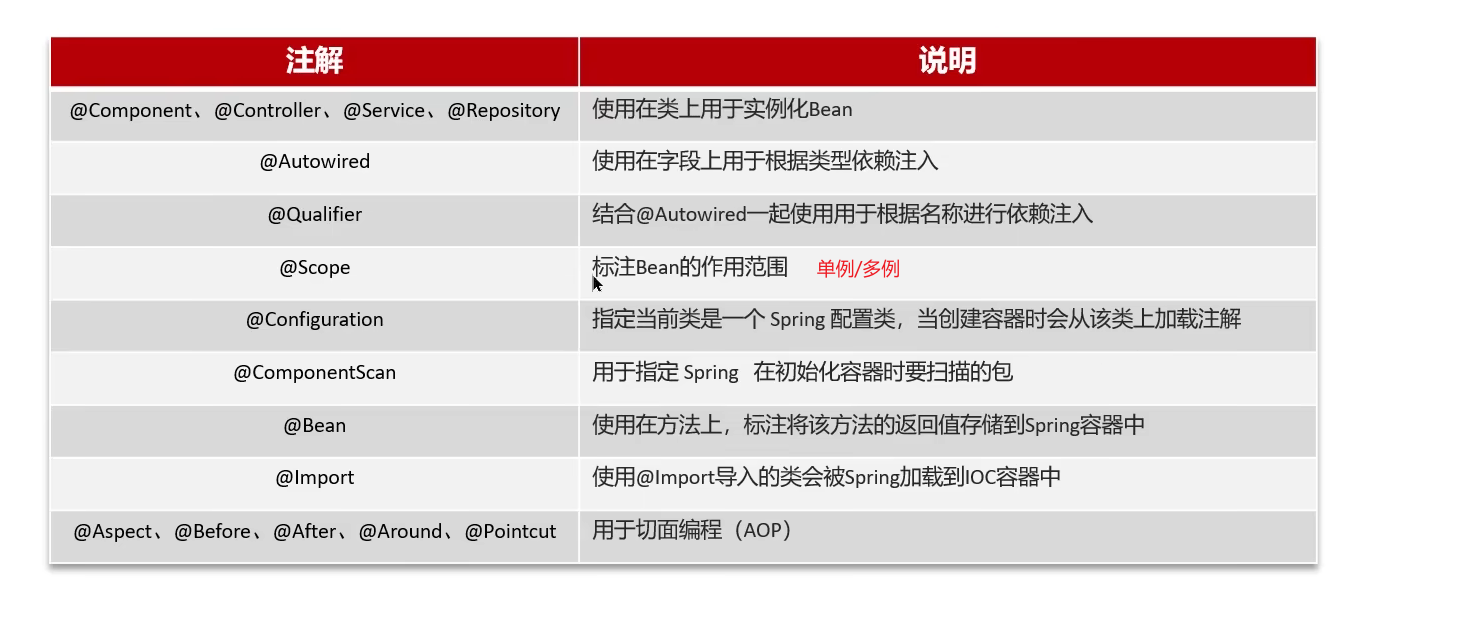 注解 说明
@Component、@Controller、@Service、@Repository 使用在类上用于实例化Bean
@Autowired 使用在字段上用于根据类型依赖注入
@Qualifier 结合@Autowired一起使用用于根据名称进行依赖注入
@Scope 标注Bean的作用范围 单例/多例
@Configuration 指定当前类是一个 Spring 配置类，当创建容器时会从该类上加载注解
@ComponentScan 用于指定 Spring 在初始化容器时要扫描的包
@Bean 使用在方法上，标注将该方法的返回值存储到Spring容器中
@Import 使用@Import导入的类会被Spring加载到IOC容器中
@Aspect、@Before、@After、@Around、@Pointcut 用于切面编程（AOP）